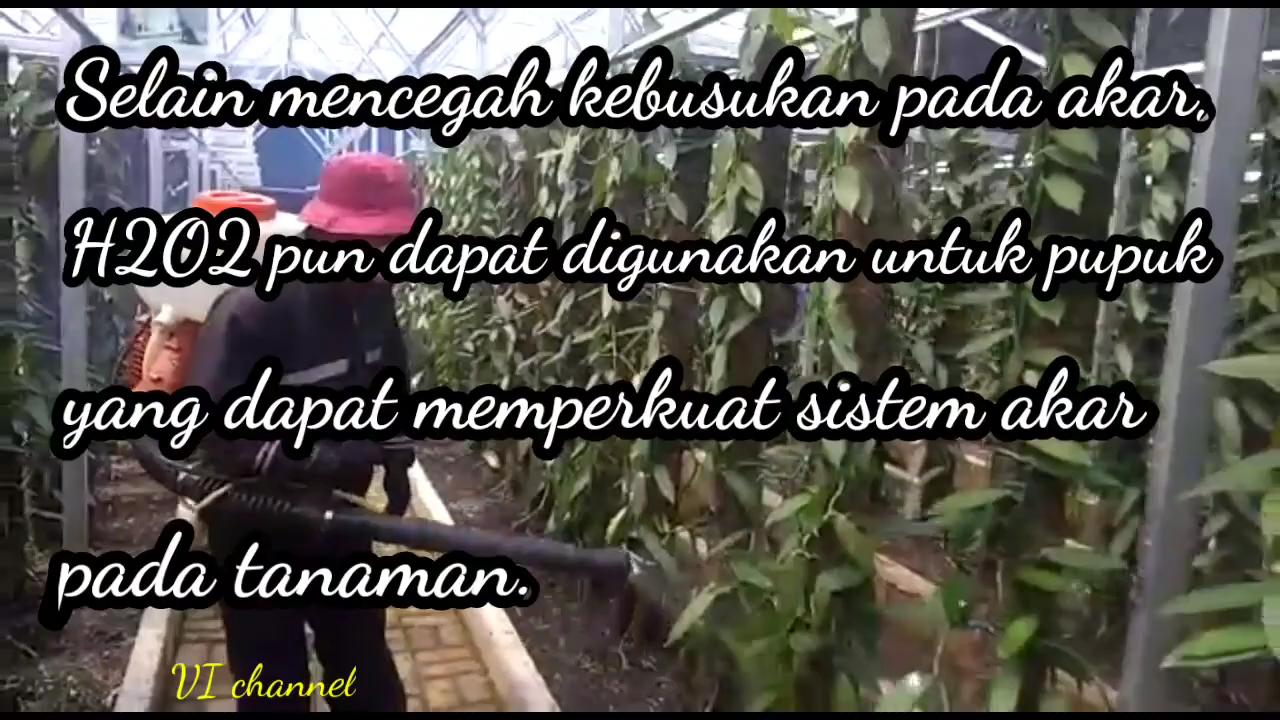 Selain mencegah kebusukan pada akar,
H2O2 pun dapat digunakan untuk pupuk
yang dapat memperkuat sistem akar
pada tanaman.
VI channel